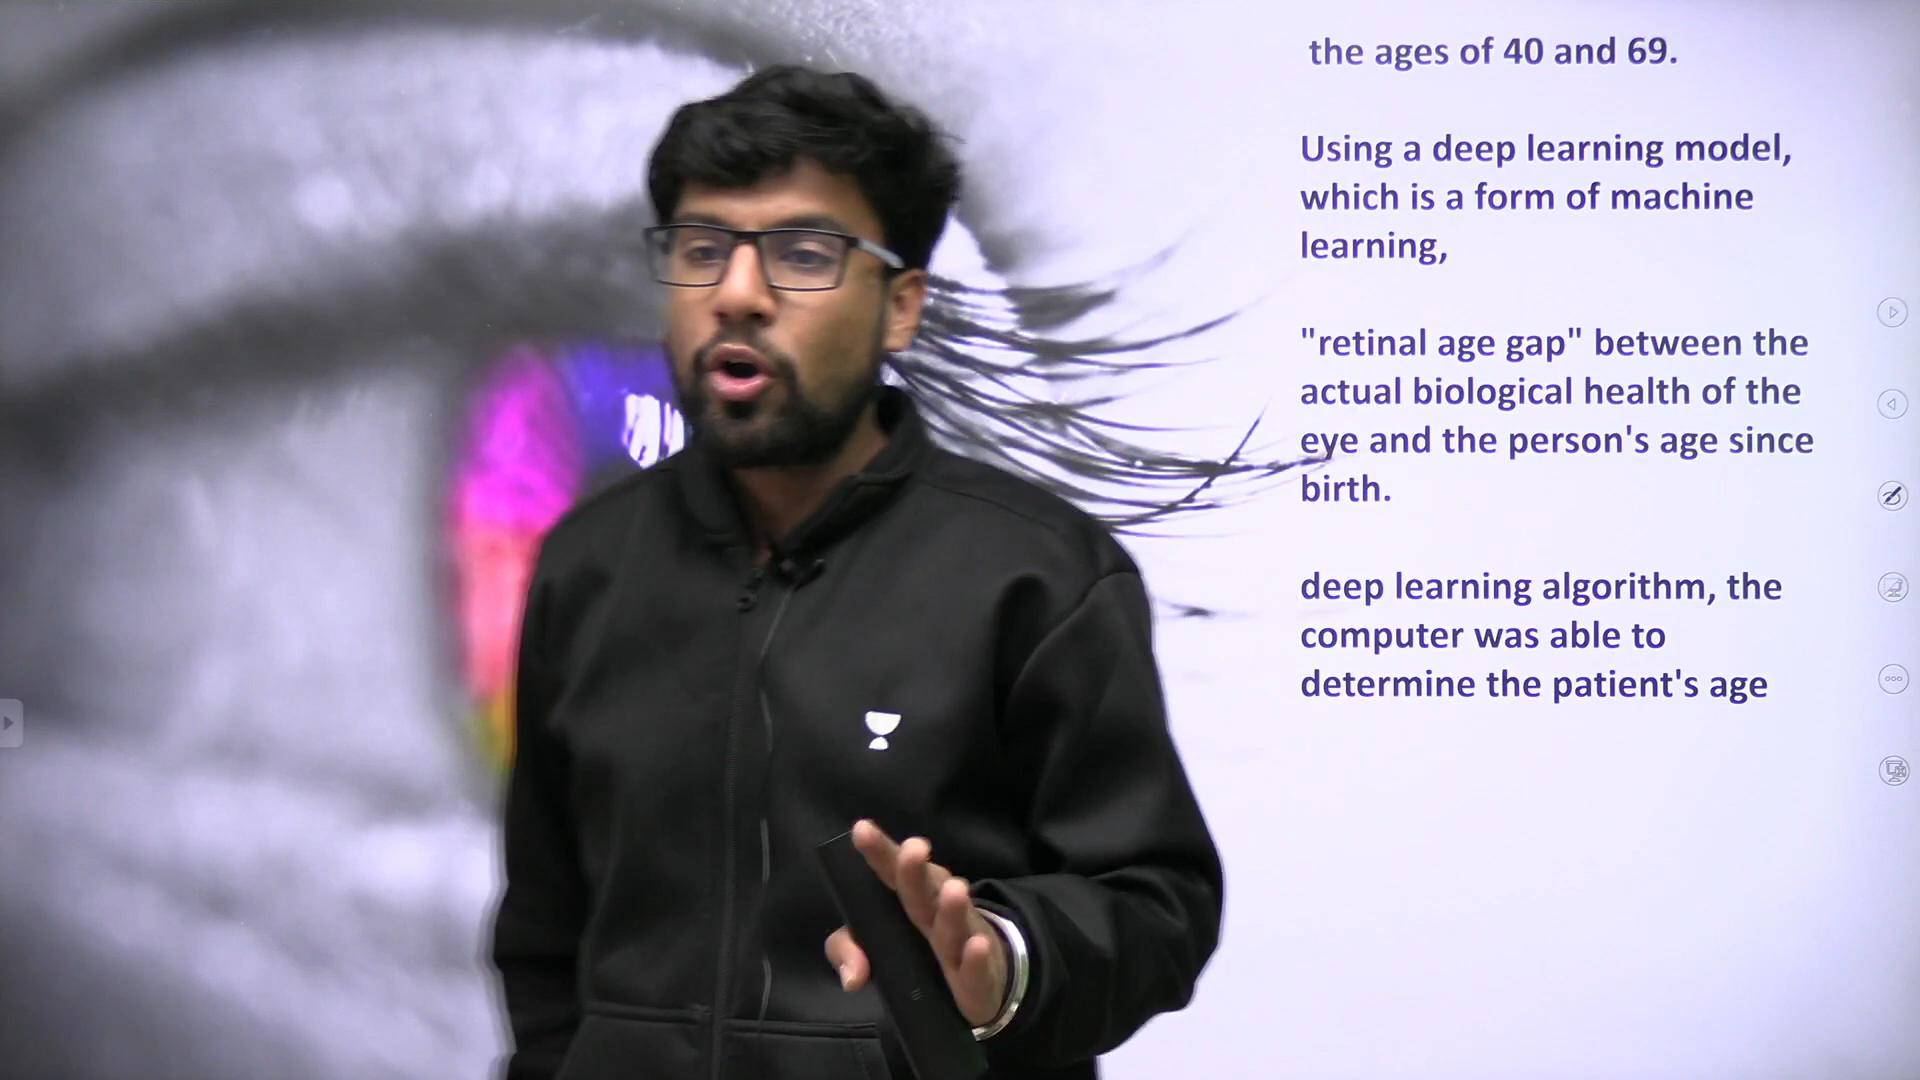 the ages of 40 and 69.
Using a deep learning model,
which is a form of machine
learning,
"retinal age gap" between the
actual biological health of the
eye and the person's age since
birth.
deep learning algorithm, the
computer was able to
determine the patient's age